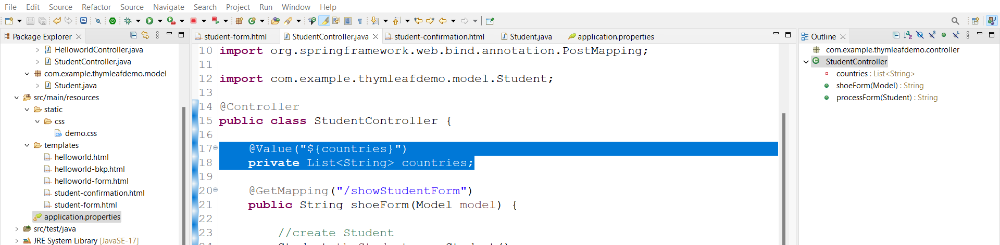 File Edit Source Refactor Source Navigate Search Project Run Window Help
Package Explorer
HelloworldController.java
StudentController.java
com.example.thymleafdemo.model
Student.java
src/main/resources
static
css
demo.css
templates
helloworld.html
helloworld-bkp.html
helloworld-form.html
student-confirmation.html
student-form.html
application.properties
src/test/java
JRE System Library [JavaSE-17]
student-form.html StudentController.java student-confirmation.html Student.java application.properties
10 import org.springframework.web.bind.annotation.PostMapping;
11
12 import com.example.thymleafdemo.model.Student;
13
14 @Controller
15 public class StudentController {
16
17 @Value("${countries}")
18 private List<String> countries;
19
20 @GetMapping("/showStudentForm")
21 public String shoeForm(Model model) {
22
23 //create Student
Outline
com.example.thymleafdemo.controller
StudentController
countries : List<String>
shoeForm(Model) : String
processForm(Student) : String